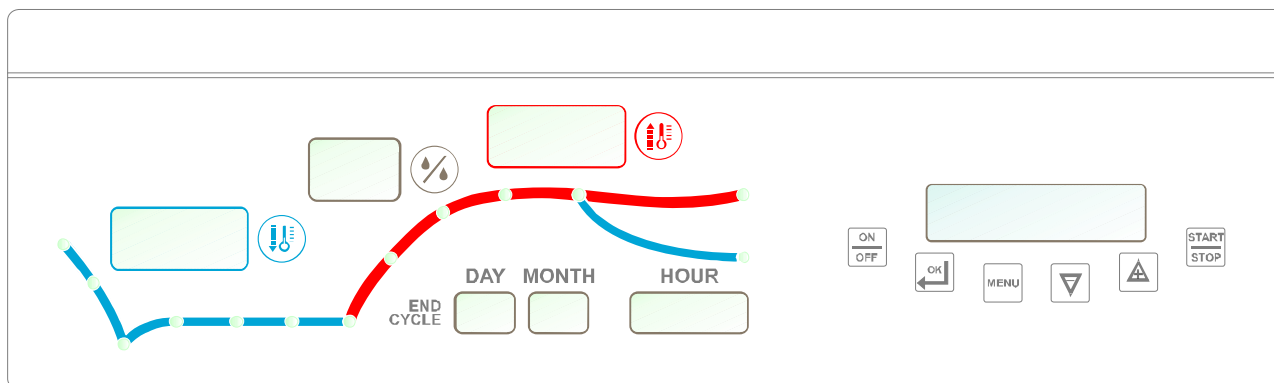 DAY MONTH HOUR
END
CYCLE
ON
OFF
OK
MENU
START
STOP